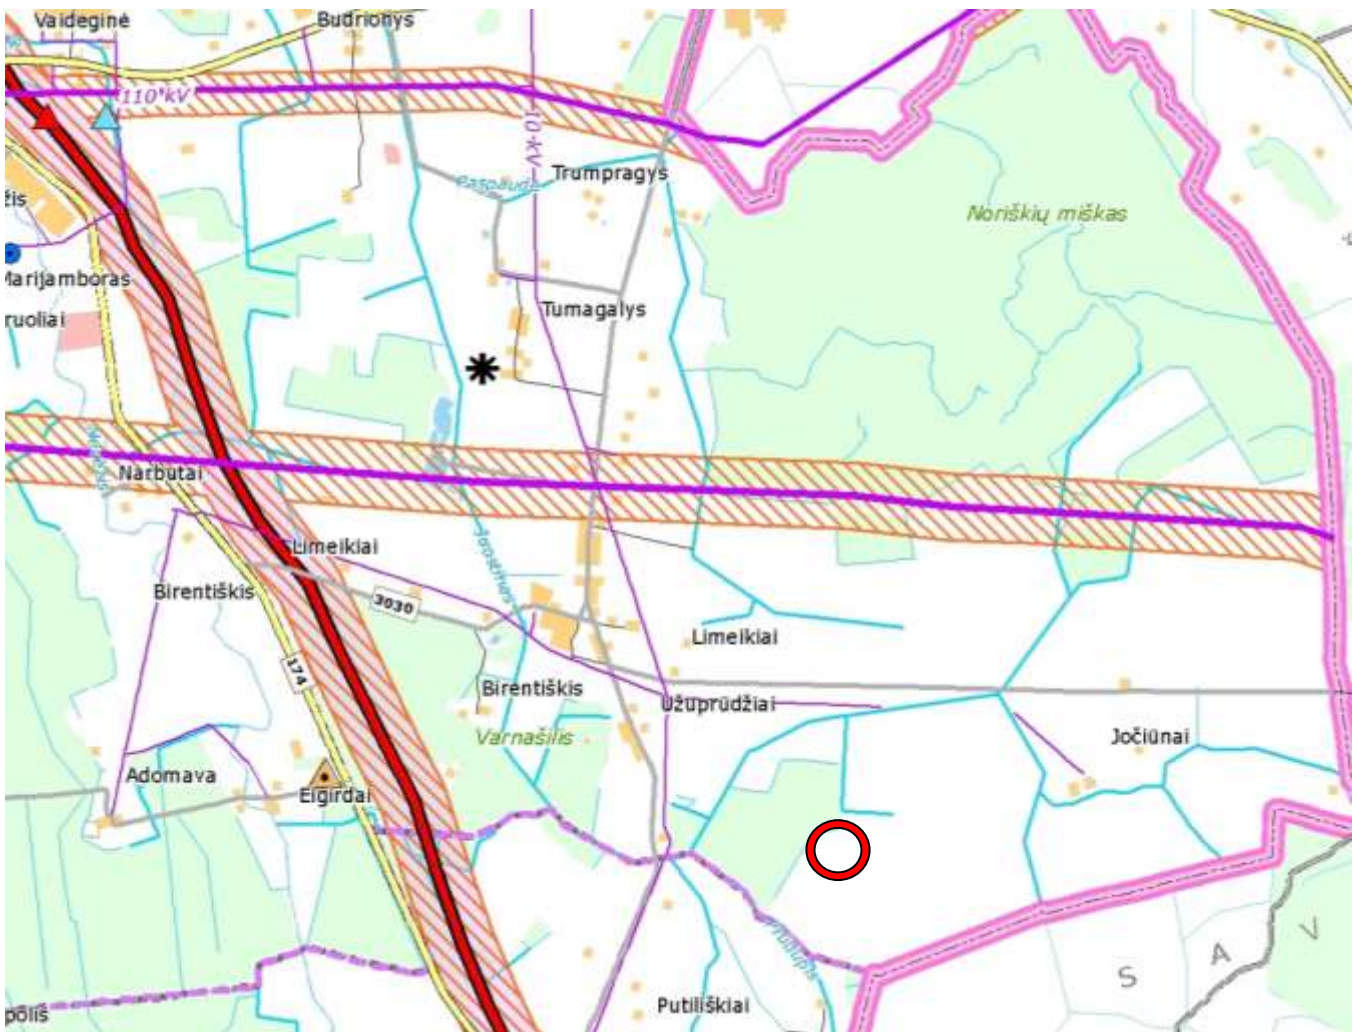 Vaideginė
Budrionys
110 kV
10 kV
Trumpragys
Noriškių miškas
žis
Marijamboras
ruoliai
Tumagalys
Narbutai
Limeikiai
Birentiškis
3030
Limeikiai
174
Birentiškis
Užuprūdžiai
Varnašilis
Jočiūnai
Adomava
Eigirdai
S A V
Putiliškiai
polis